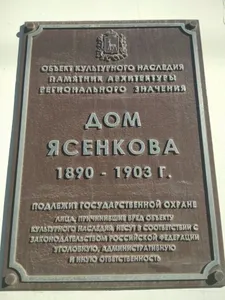 ОБЪЕКТ КУЛЬТУРНОГО НАСЛЕДИЯ
ПАМЯТНИК АРХИТЕКТУРЫ
РЕГИОНАЛЬНОГО ЗНАЧЕНИЯ
ДОМ
ЯСЕНКОВА
1890 - 1903 Г.
ПОДЛЕЖИТ ГОСУДАРСТВЕННОЙ ОХРАНЕ
ЛИЦА, ПРИЧИНИВШИЕ ВРЕД ОБЪЕКТУ
КУЛЬТУРНОГО НАСЛЕДИЯ, НЕСУТ В СООТВЕТСТВИИ С
ЗАКОНОДАТЕЛЬСТВОМ РОССИЙСКОЙ ФЕДЕРАЦИИ
УГОЛОВНУЮ, АДМИНИСТРАТИВНУЮ
И ИНУЮ ОТВЕТСТВЕННОСТЬ